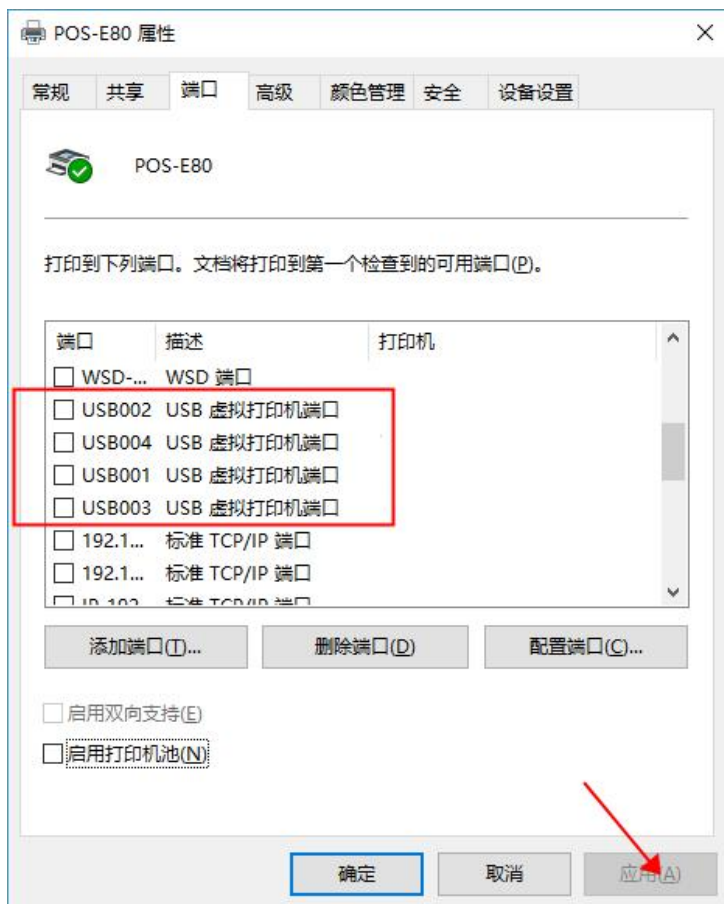 POS-E80 属性
常规 共享 端口 高级 颜色管理 安全 设备设置
POS-E80
打印到下列端口。文档将打印到第一个检查到的可用端口(P)。
端口 描述 打印机
WSD-... WSD 端口
USB002 USB 虚拟打印机端口
USB004 USB 虚拟打印机端口
USB001 USB 虚拟打印机端口
USB003 USB 虚拟打印机端口
192.1... 标准 TCP/IP 端口
192.1... 标准 TCP/IP 端口
IP_192 标准 TCP/IP 端口
添加端口(T)... 删除端口(D) 配置端口(C)...
启用双向支持(E)
启用打印机池(N)
确定 取消 应用(A)